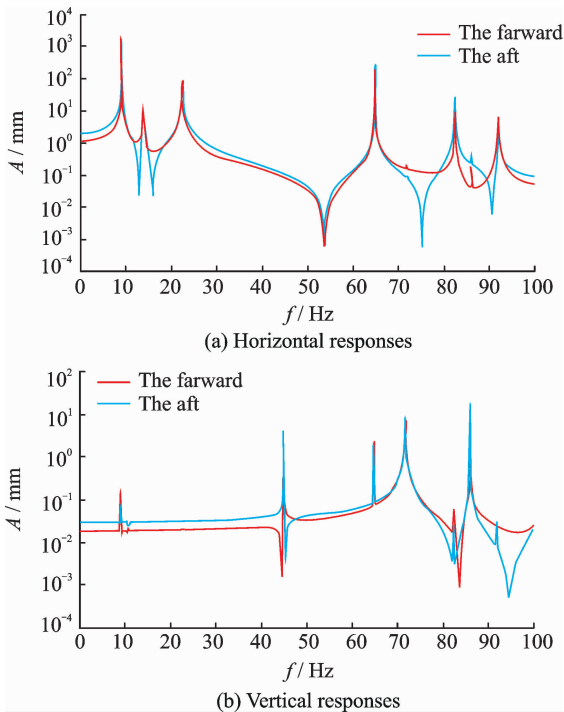 10^4
10^3
10^2
10^1
10^0
10^-1
10^-2
10^-3
10^-4
A / mm
The farward
The aft
0 10 20 30 40 50 60 70 80 90 100
f / Hz
(a) Horizontal responses
10^2
10^1
10^0
10^-1
10^-2
10^-3
10^-4
A / mm
The farward
The aft
0 10 20 30 40 50 60 70 80 90 100
f / Hz
(b) Vertical responses